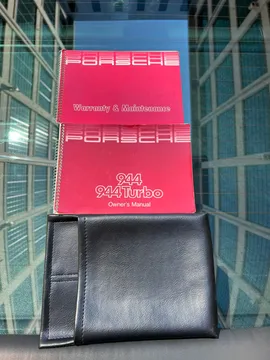 PORSCHE
Warranty & Maintenance
PORSCHE
944
944 Turbo
Owner's Manual